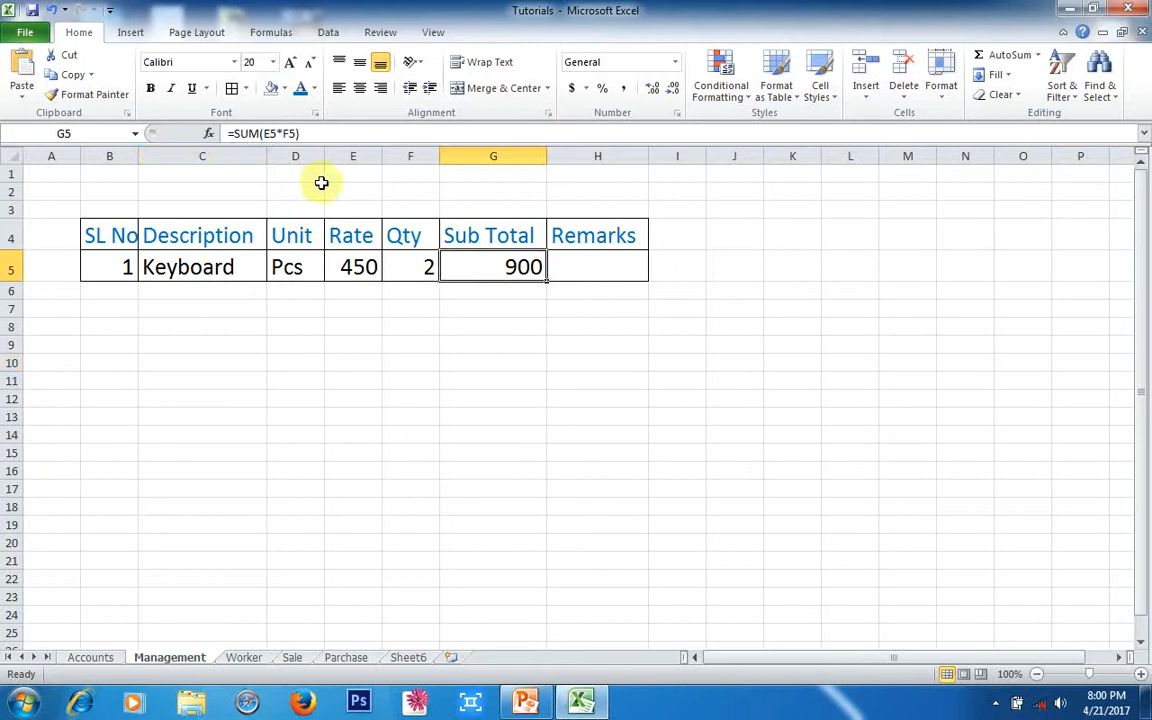 Tutorials - Microsoft Excel
File Home Insert Page Layout Formulas Data Review View
Paste
Cut
Copy
Format Painter
Clipboard
Calibri 20
B I U
Font
Wrap Text
Merge & Center
Alignment
General
$ % ,
Number
Conditional Formatting
Format as Table
Cell Styles
Styles
Insert
Delete
Format
Cells
Σ AutoSum
Fill
Clear
Sort & Filter
Find & Select
Editing
G5 fx =SUM(E5*F5)
A B C D E F G H I J K L M N O P
1
2
3
4 SL No Description Unit Rate Qty Sub Total Remarks
5 1 Keyboard Pcs 450 2 900
6
7
8
9
10
11
12
13
14
15
16
17
18
19
20
21
22
23
24
25
Accounts Management Worker Sale Parchase Sheet6
Ready 100%
Ps
8:00 PM
4/21/2017